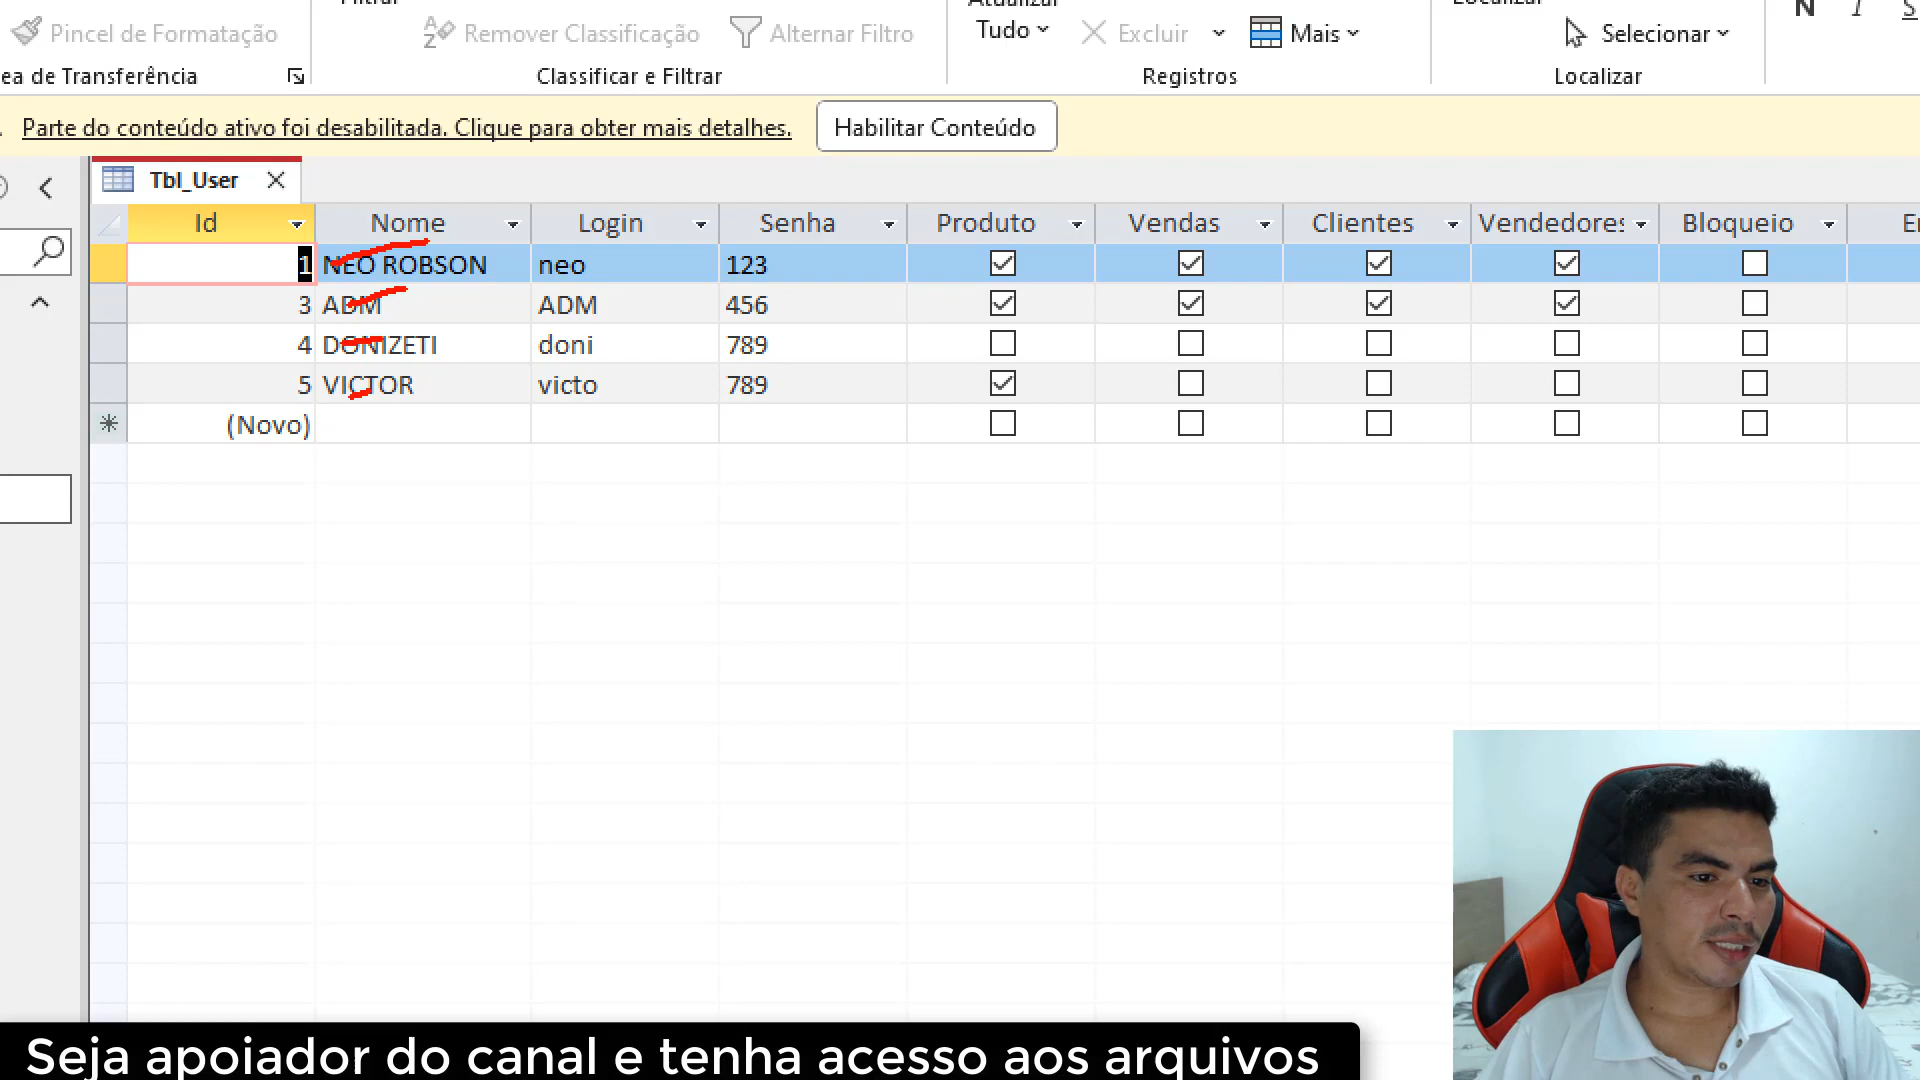 Tudo
Pincel de Formatação
Remover Classificação
Alternar Filtro
Excluir
Mais
Selecionar
N I S
ea de Transferência
Classificar e Filtrar
Registros
Localizar
Parte do conteúdo ativo foi desabilitada. Clique para obter mais detalhes.
Habilitar Conteúdo
Tbl_User
Id Nome Login Senha Produto Vendas Clientes Vendedores Bloqueio
1 NEO ROBSON neo 123
3 ADM ADM 456
4 DONIZETI doni 789
5 VICTOR victo 789
(Novo)
Seja apoiador do canal e tenha acesso aos arquivos